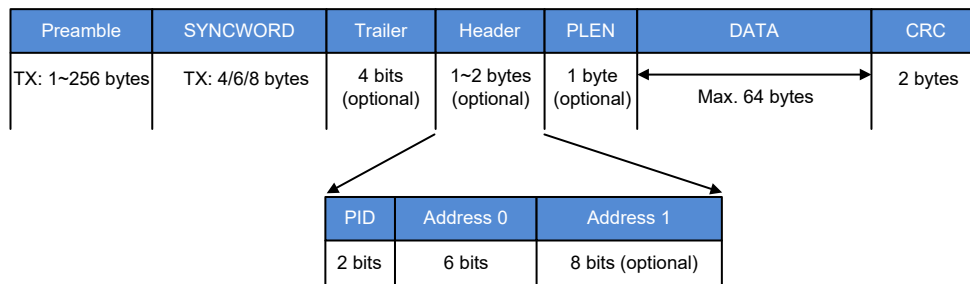 Preamble SYNCWORD Trailer Header PLEN DATA CRC
TX: 1~256 bytes TX: 4/6/8 bytes 4 bits (optional) 1~2 bytes (optional) 1 byte (optional) Max. 64 bytes 2 bytes
PID Address 0 Address 1
2 bits 6 bits 8 bits (optional)